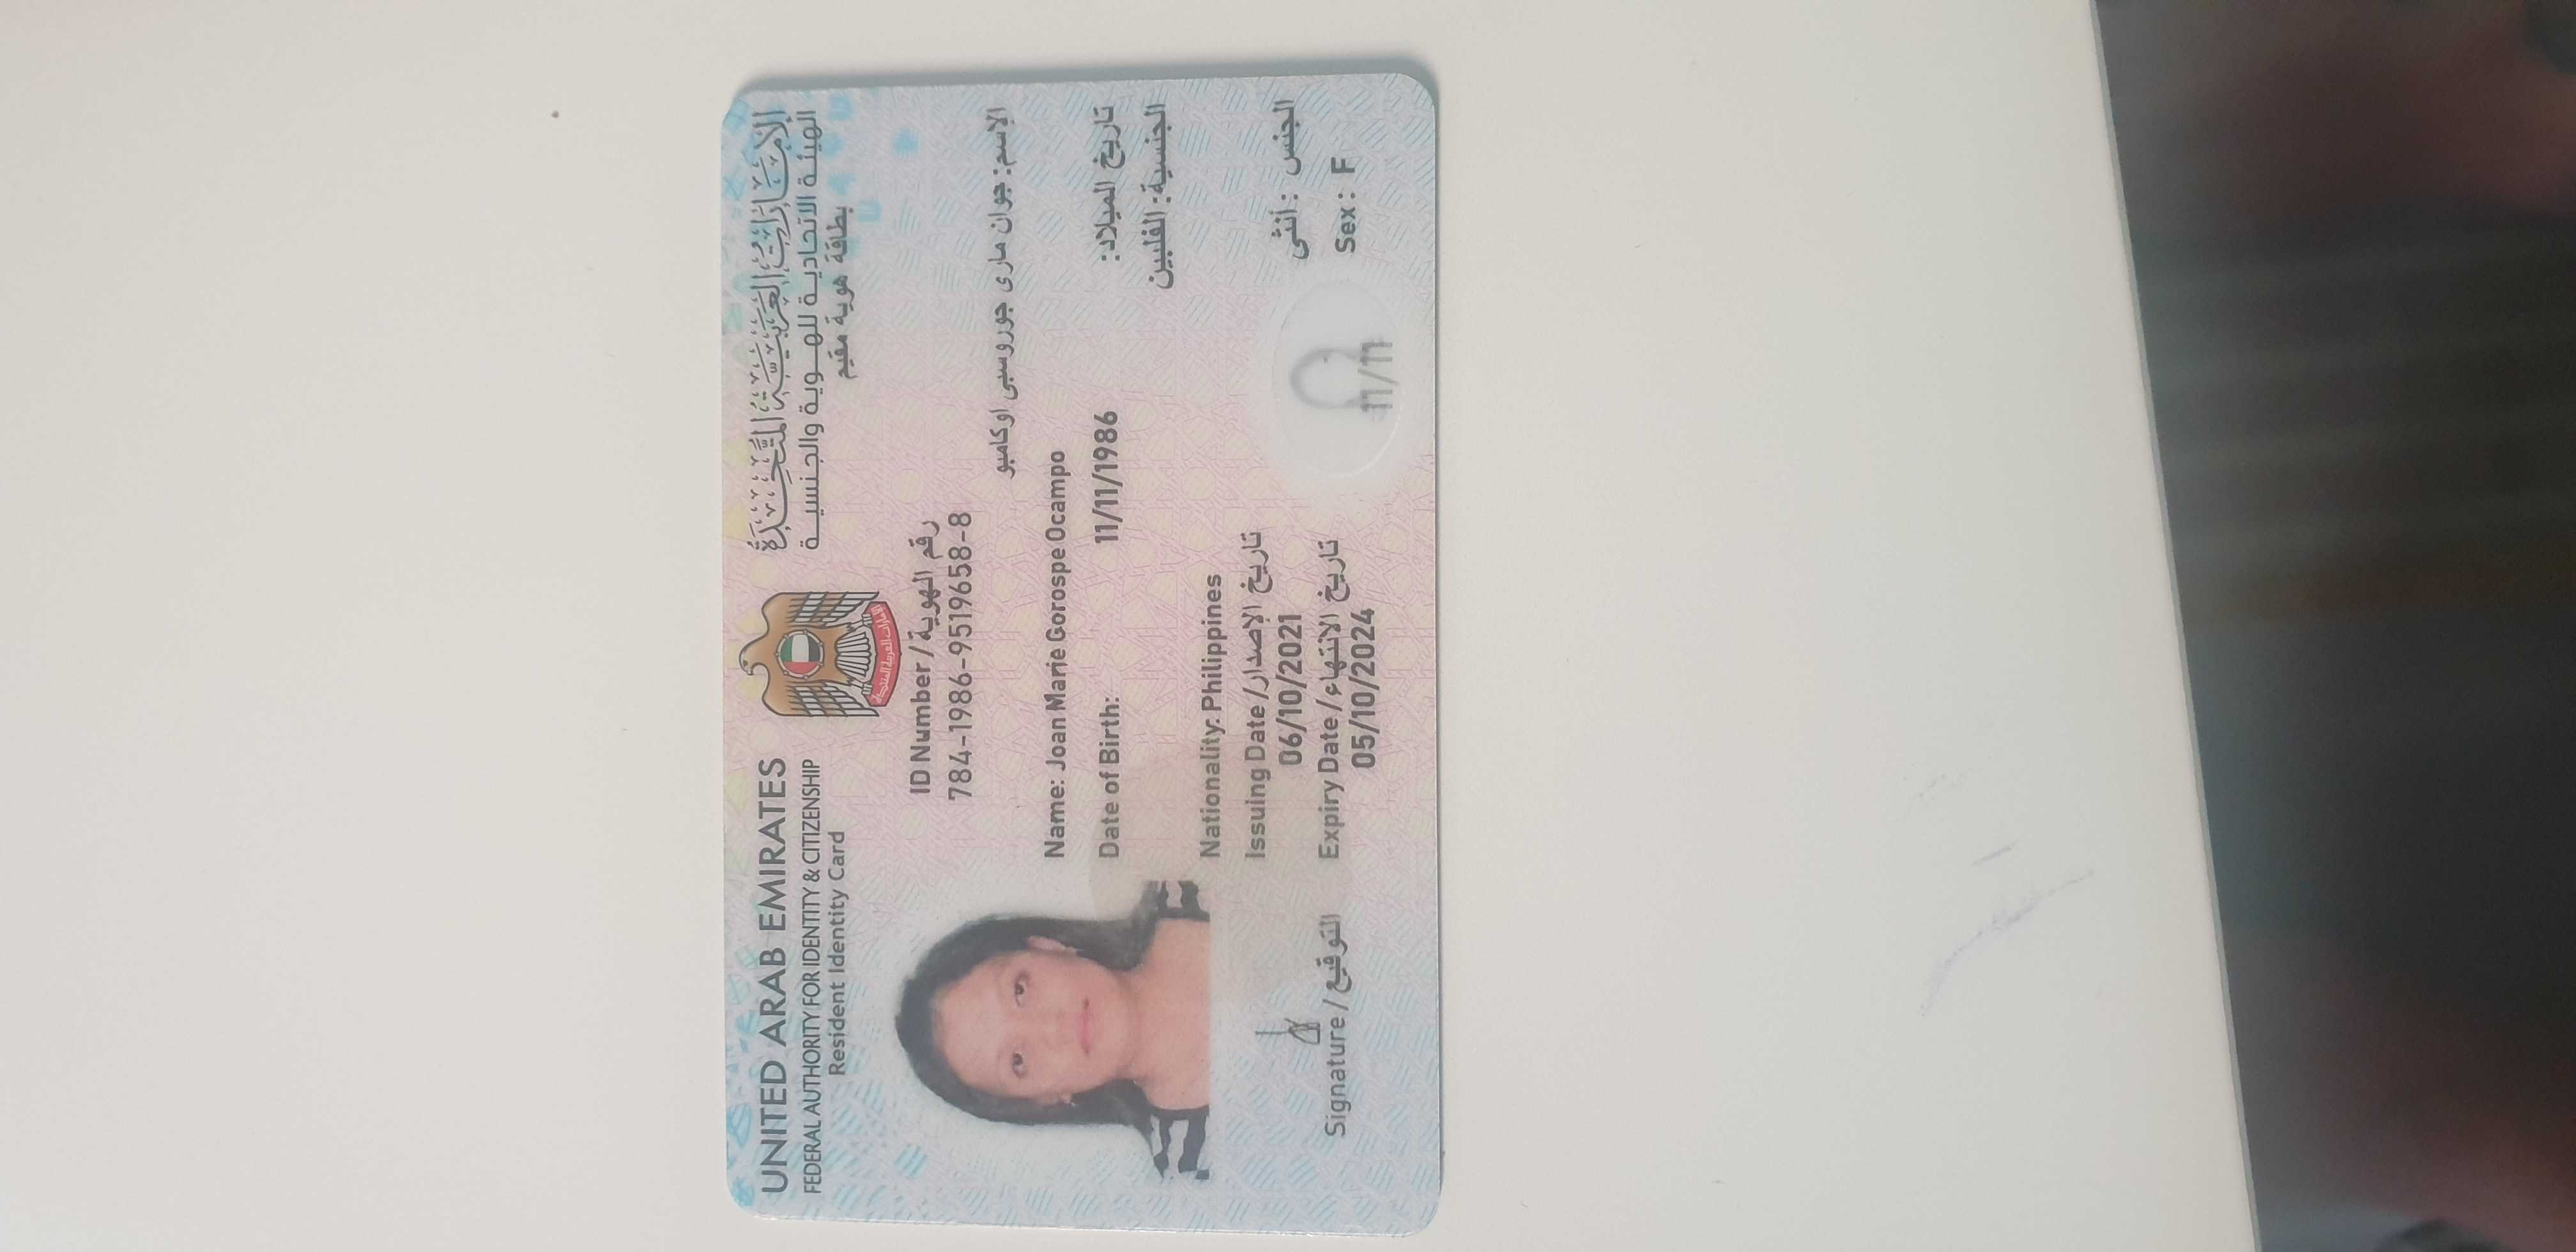 UNITED ARAB EMIRATES
الإمارات العربية المتحدة
FEDERAL AUTHORITY FOR IDENTITY & CITIZENSHIP
الهيئة الاتحادية للهوية والجنسية
Resident Identity Card
بطاقة هوية مقيم
الإمارات العربية المتحدة
ID Number / رقم الهوية
784-1986-9519658-8
الإسم: جوان مارى جوروسبى اوكامبو
Name: Joan Marie Gorospe Ocampo
Date of Birth: 11/11/1986 تاريخ الميلاد:
الجنسية: الفلبين
Nationality: Philippines
Issuing Date / تاريخ الإصدار
06/10/2021
الجنس : أنثى
Signature / التوقيع
Expiry Date / تاريخ الانتهاء
05/10/2024
Sex: F
11/11